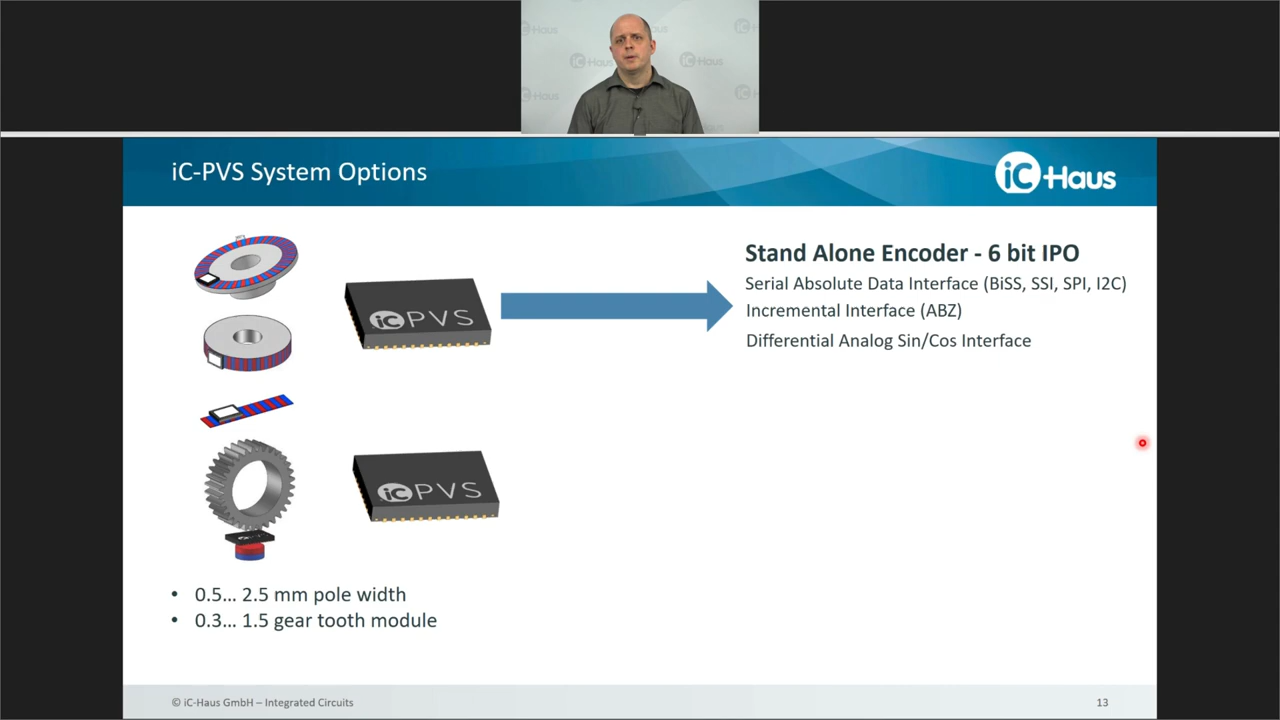 iC-PVS System Options
iC Haus
Stand Alone Encoder - 6 bit IPO
Serial Absolute Data Interface (BiSS, SSI, SPI, I2C)
Incremental Interface (ABZ)
Differential Analog Sin/Cos Interface
iC PVS
iC PVS
• 0.5… 2.5 mm pole width
• 0.3… 1.5 gear tooth module
© iC-Haus GmbH – Integrated Circuits
13